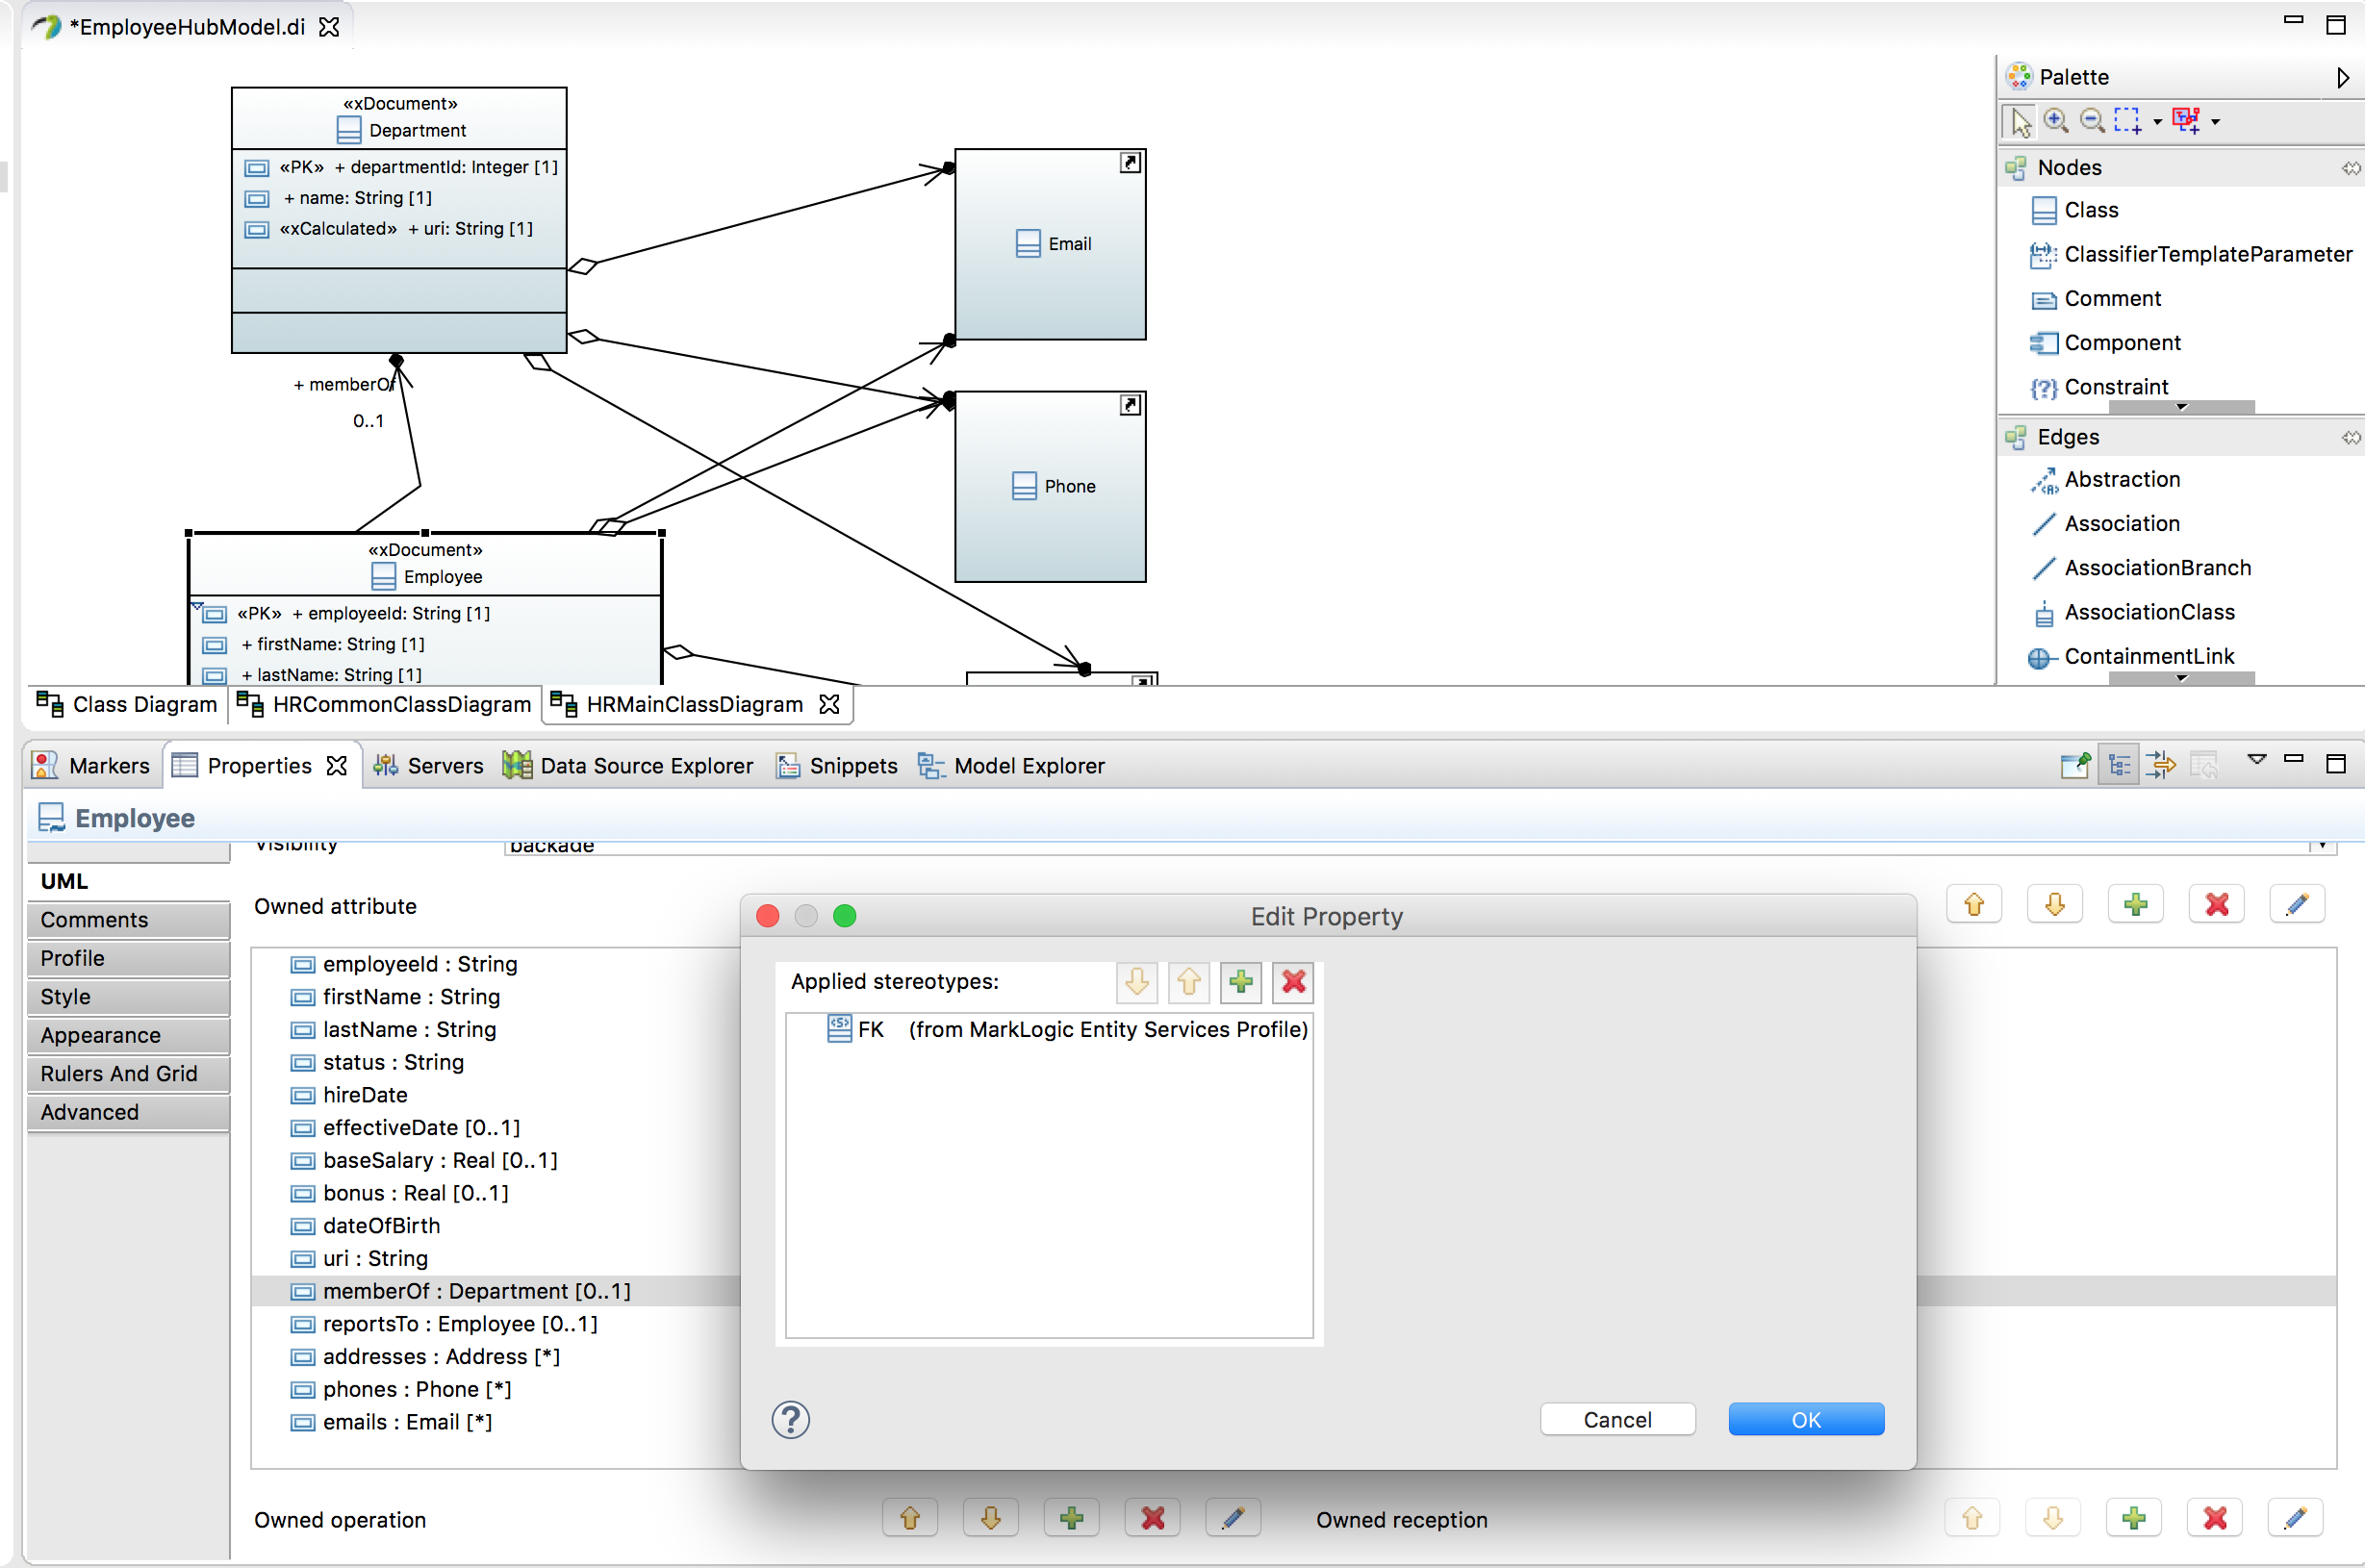 *EmployeeHubModel.di
«xDocument»
Department
«PK» + departmentId: Integer [1]
+ name: String [1]
«xCalculated» + uri: String [1]
+ memberOf
0..1
Email
Phone
«xDocument»
Employee
«PK» + employeeId: String [1]
+ firstName: String [1]
+ lastName: String [1]
Palette
Nodes
Class
ClassifierTemplateParameter
Comment
Component
Constraint
Edges
Abstraction
Association
AssociationBranch
AssociationClass
ContainmentLink
Class Diagram
HRCommonClassDiagram
HRMainClassDiagram
Markers
Properties
Servers
Data Source Explorer
Snippets
Model Explorer
Employee
Visibility
UML
Comments
Profile
Style
Appearance
Rulers And Grid
Advanced
Owned attribute
employeeId : String
firstName : String
lastName : String
status : String
hireDate
effectiveDate [0..1]
baseSalary : Real [0..1]
bonus : Real [0..1]
dateOfBirth
uri : String
memberOf : Department [0..1]
reportsTo : Employee [0..1]
addresses : Address [*]
phones : Phone [*]
emails : Email [*]
Edit Property
Applied stereotypes:
FK (from MarkLogic Entity Services Profile)
Cancel
OK
Owned operation
Owned reception